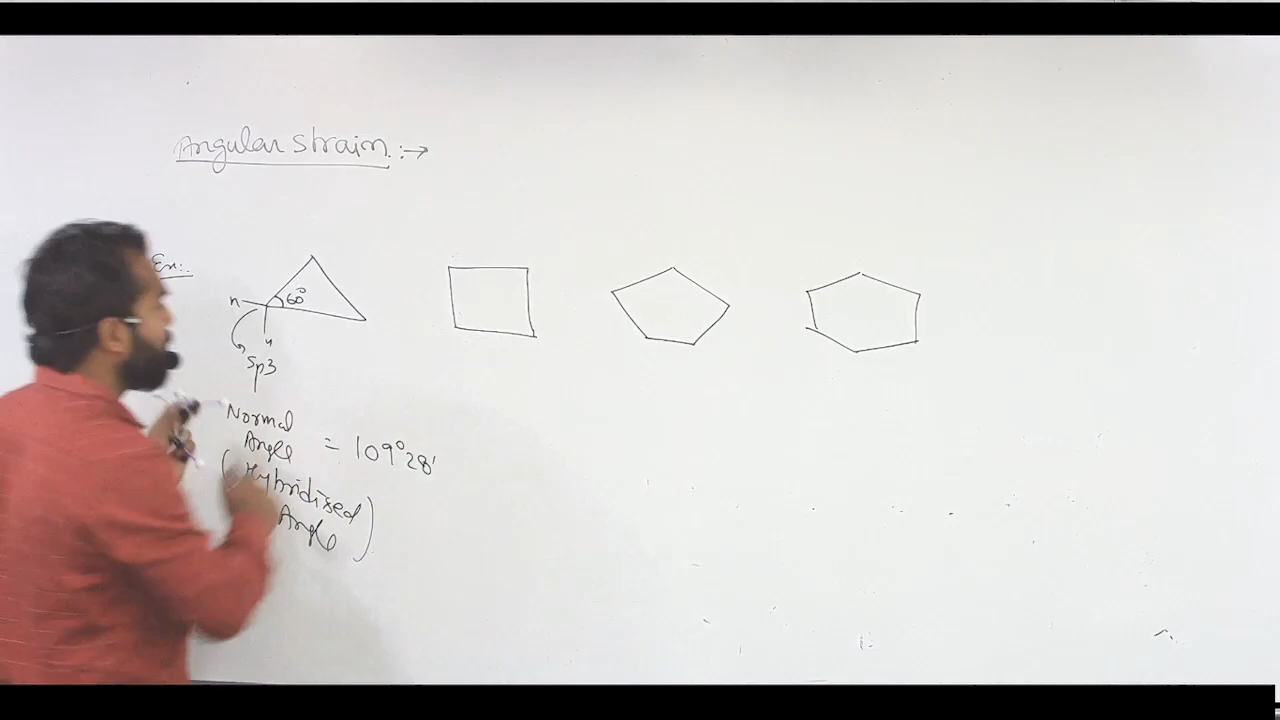 Angular strain :→
Ex:-
60°
H
H
sp3
Normal
Angle = 109°28'
(Hybridised
Angle)